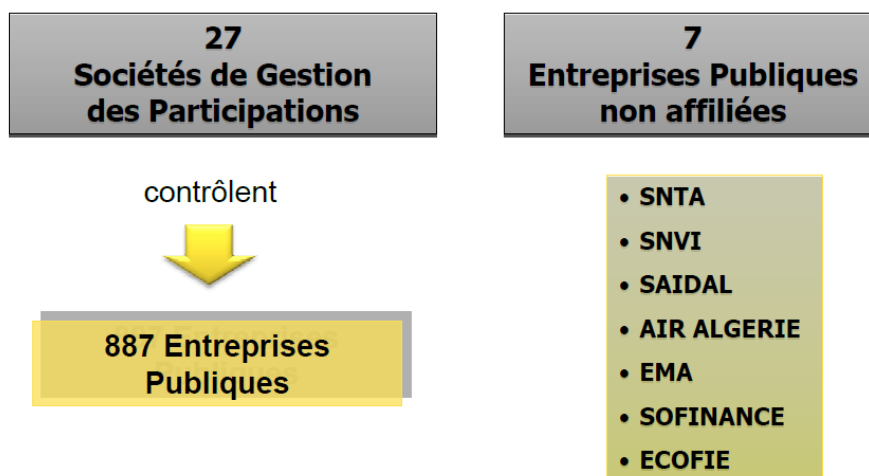 27
Sociétés de Gestion
des Participations
contrôlent
887 Entreprises
Publiques
7
Entreprises Publiques
non affiliées
• SNTA
• SNVI
• SAIDAL
• AIR ALGERIE
• EMA
• SOFINANCE
• ECOFIE